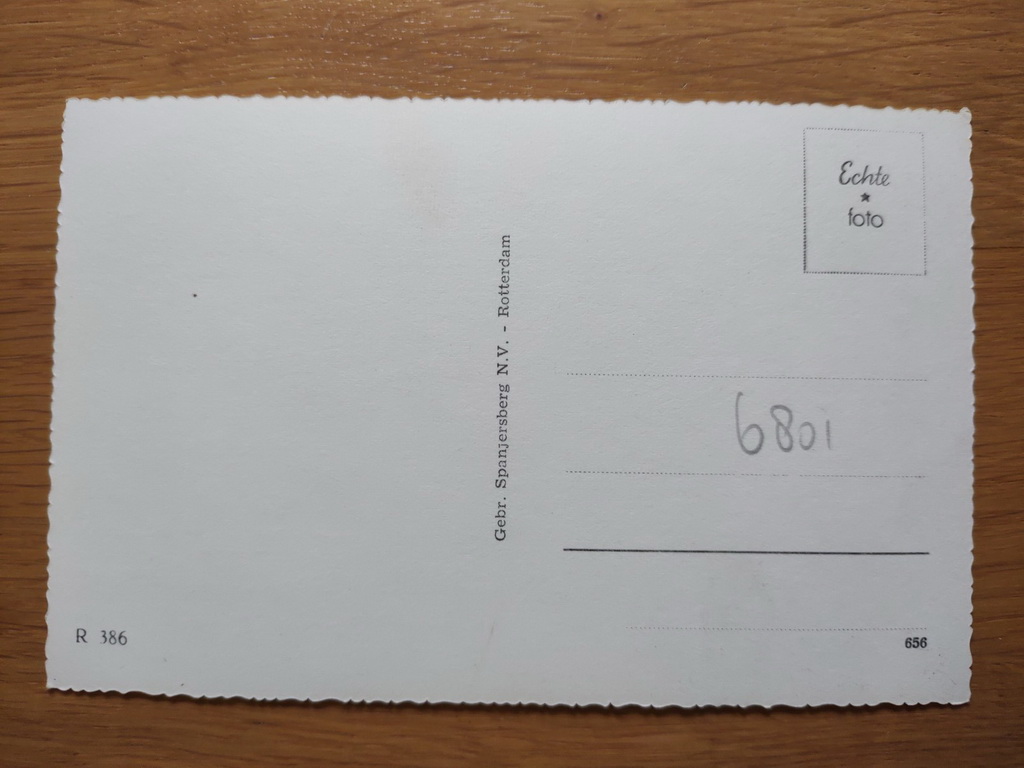 Echte
foto
Gebr. Spanjersberg N.V. - Rotterdam
6801
R 386
656